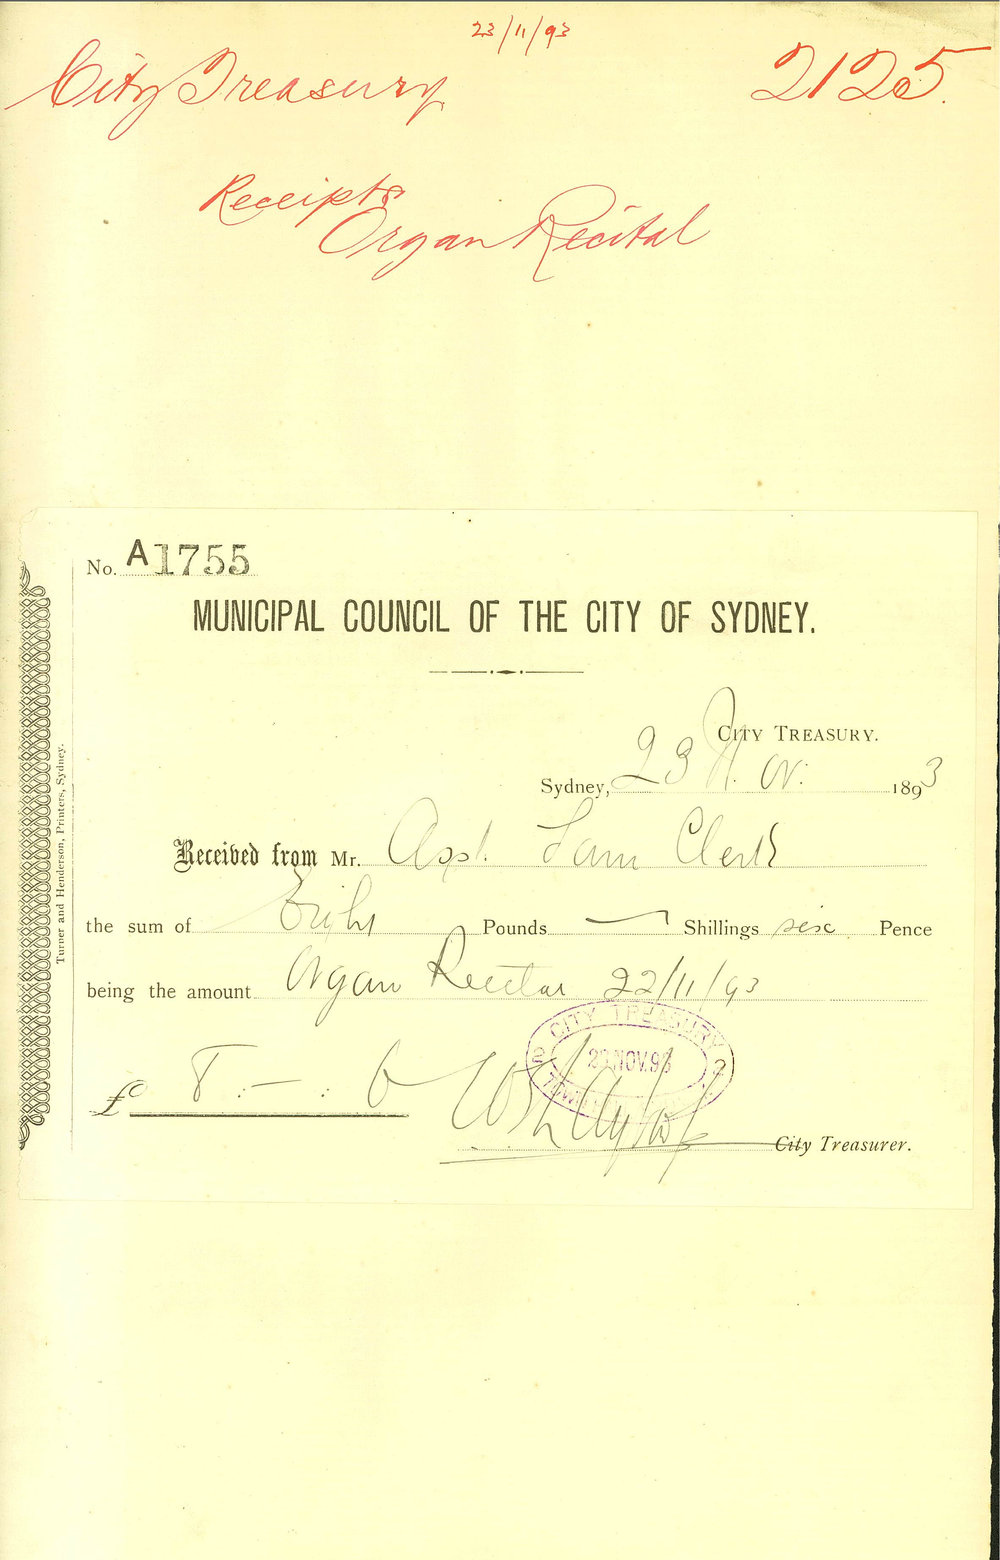 23/11/93
City Treasury 2125
Receipts
Organ Recital
No. A1755
MUNICIPAL COUNCIL OF THE CITY OF SYDNEY.
CITY TREASURY.
Sydney, 23 Nov. 1893
Received from Mr. Town Clerk
the sum of Eight Pounds — Shillings six Pence
being the amount Organ Recital 22/11/93
CITY TREASURY
NOV. 93
£ 8 : — : 6
City Treasurer.
Turner and Henderson, Printers, Sydney.